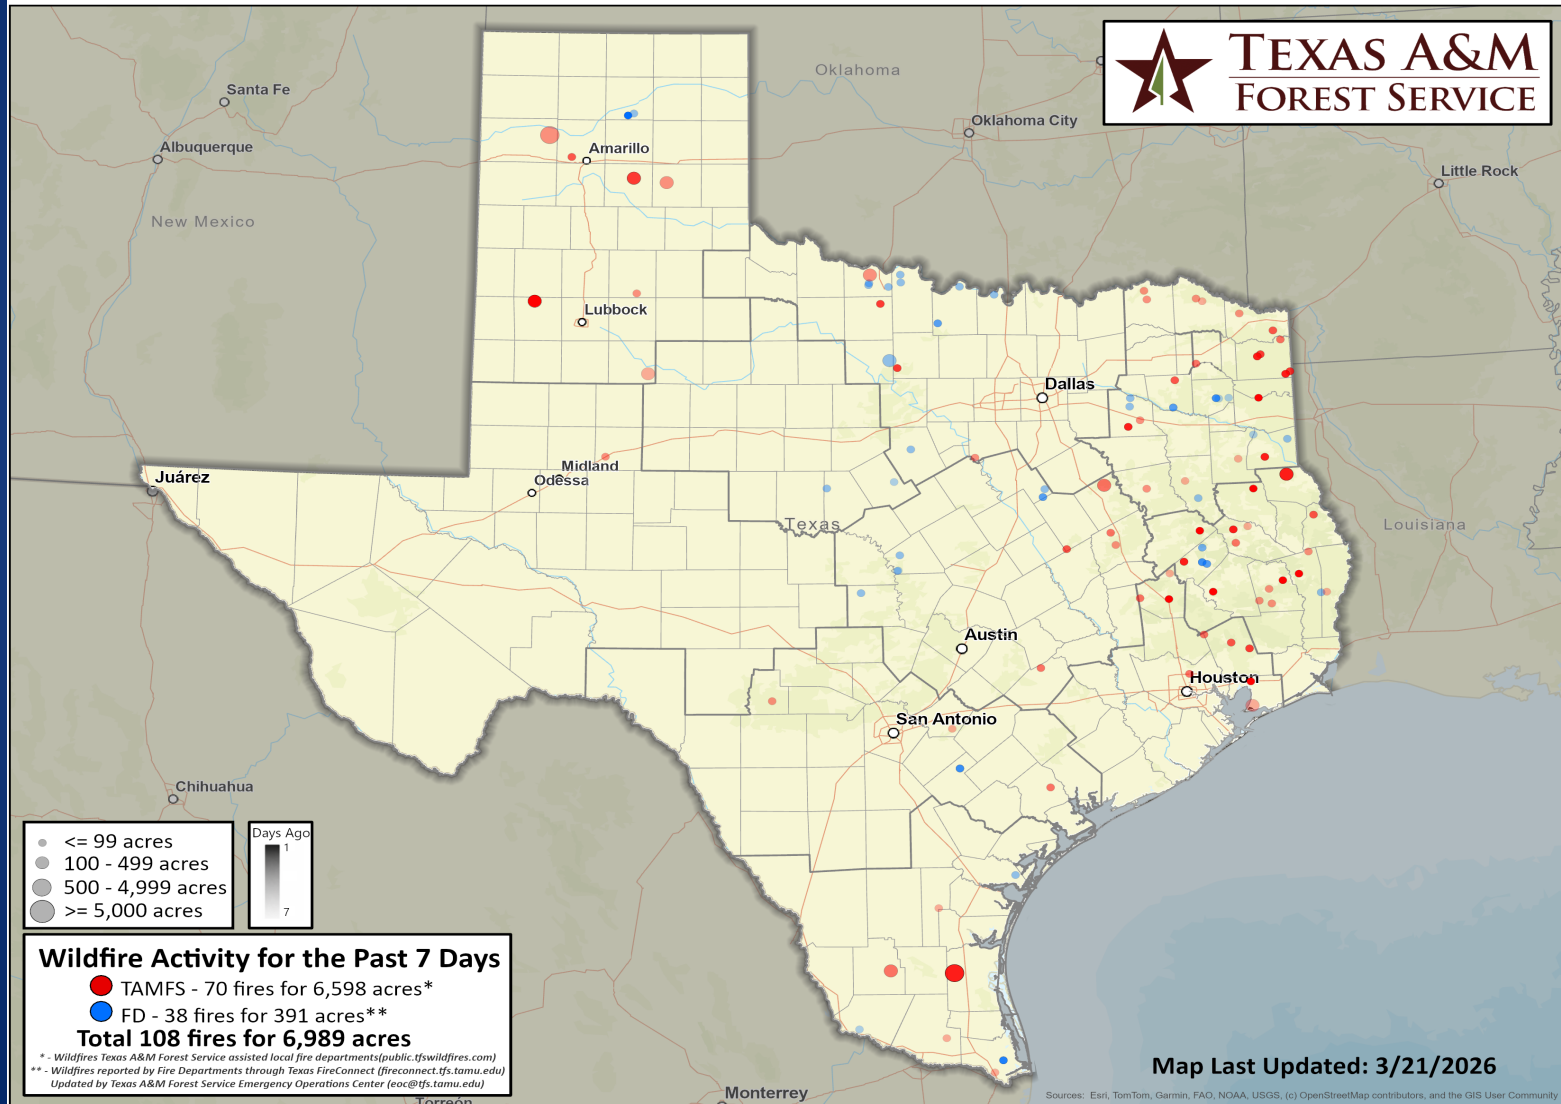 TEXAS A&M
FOREST SERVICE
Oklahoma
Santa Fe
Oklahoma City
Albuquerque
Amarillo
Little Rock
New Mexico
Lubbock
Dallas
Midland
Odessa
Juárez
Texas
Louisiana
Austin
Houston
San Antonio
Chihuahua
<= 99 acres
100 - 499 acres
500 - 4,999 acres
>= 5,000 acres
Days Ago
1
7
Wildfire Activity for the Past 7 Days
TAMFS - 70 fires for 6,598 acres*
FD - 38 fires for 391 acres**
Total 108 fires for 6,989 acres
* - Wildfires Texas A&M Forest Service assisted local fire departments(public.tfswildfires.com)
** - Wildfires reported by Fire Departments through Texas FireConnect (fireconnect.tfs.tamu.edu)
Updated by Texas A&M Forest Service Emergency Operations Center (eoc@tfs.tamu.edu)
Map Last Updated: 3/21/2026
Monterrey
Torreón
Sources: Esri, TomTom, Garmin, FAO, NOAA, USGS, (c) OpenStreetMap contributors, and the GIS User Community